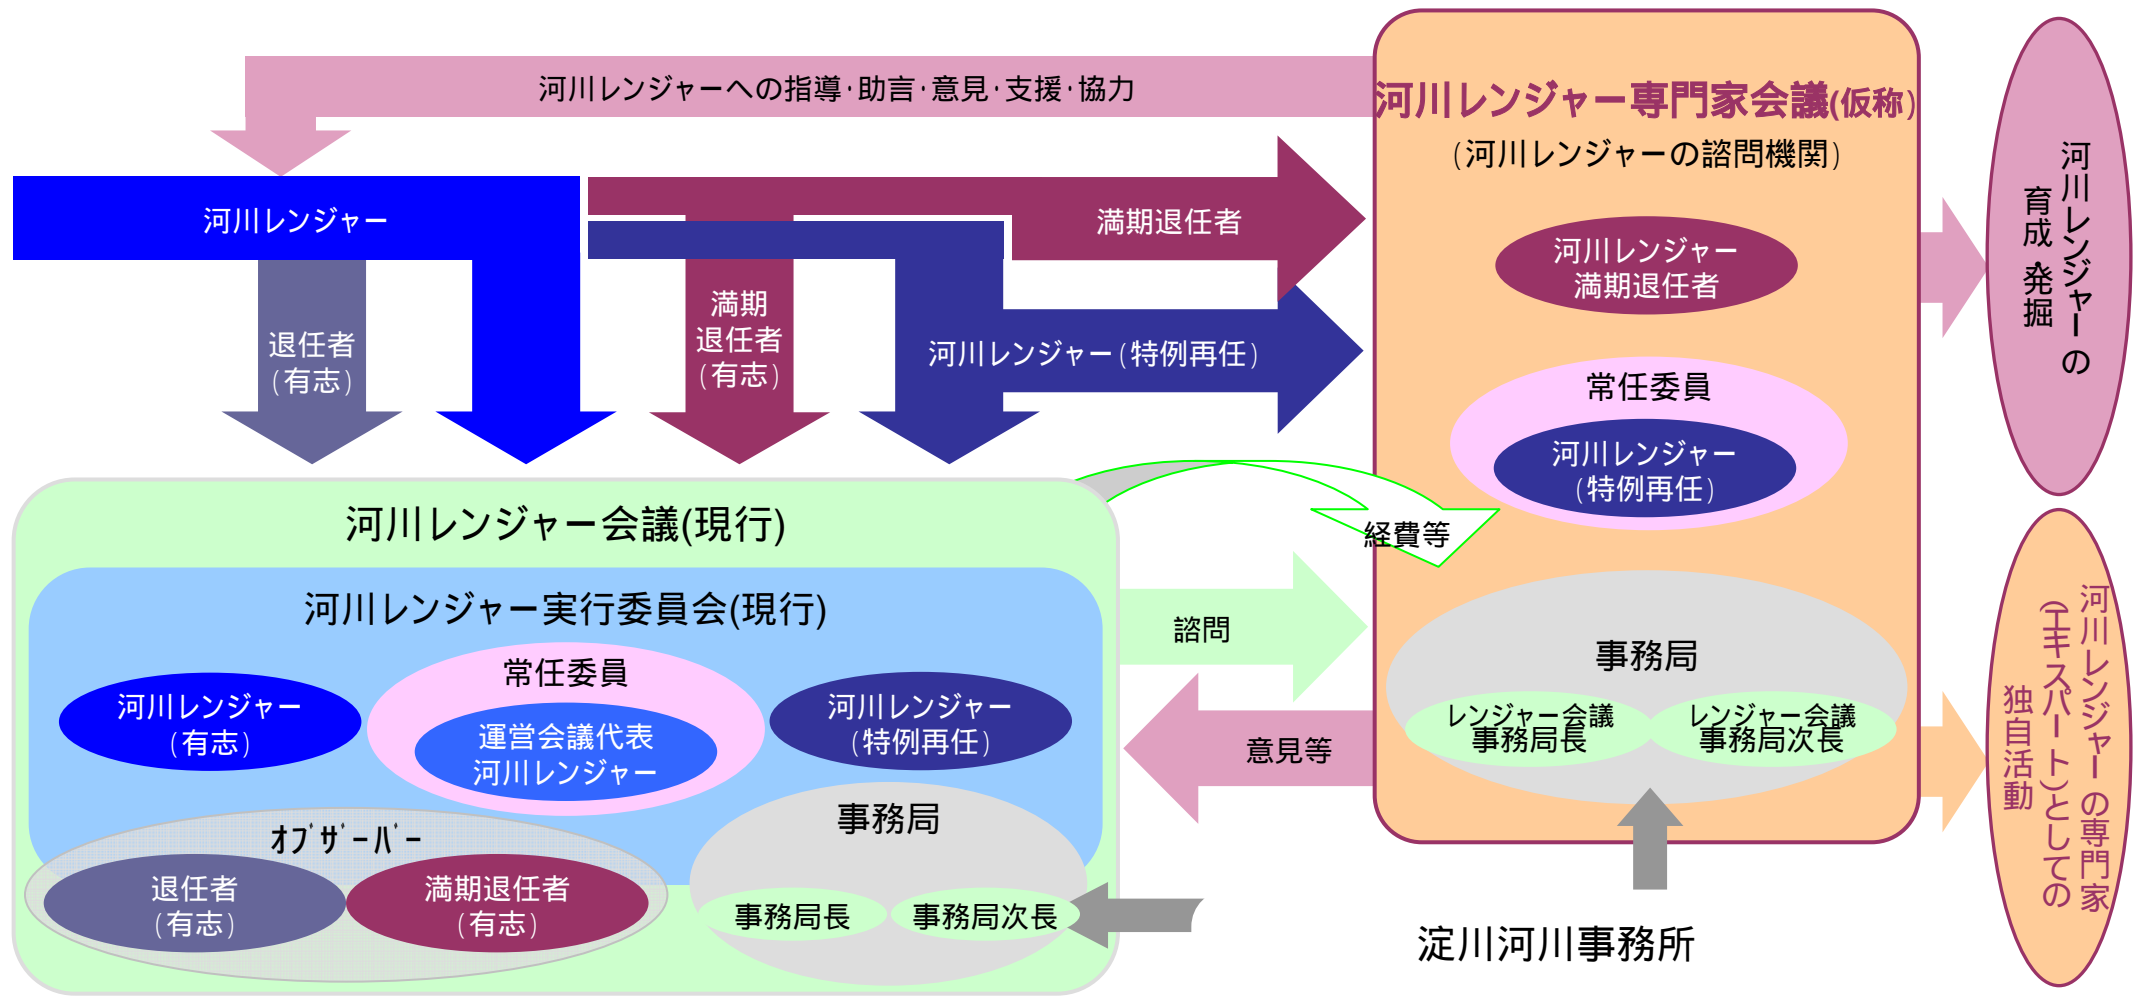 河川レンジャーへの指導・助言・意見・支援・協力
河川レンジャー専門家会議(仮称)
(河川レンジャーの諮問機関)
河川レンジャー
満期退任者
河川レンジャー
満期退任者
退任者
(有志)
満期
退任者
(有志)
河川レンジャー(特例再任)
常任委員
河川レンジャー
(特例再任)
経費等
河川レンジャー会議(現行)
河川レンジャー実行委員会(現行)
諮問
意見等
常任委員
運営会議代表
河川レンジャー
河川レンジャー
(有志)
河川レンジャー
(特例再任)
事務局
レンジャー会議
事務局長
レンジャー会議
事務局次長
オブザーバー
退任者
(有志)
満期退任者
(有志)
事務局
事務局長
事務局次長
淀川河川事務所
河川レンジャーの
育成・発掘
河川レンジャーの専門家
(エキスパート)としての
独自活動